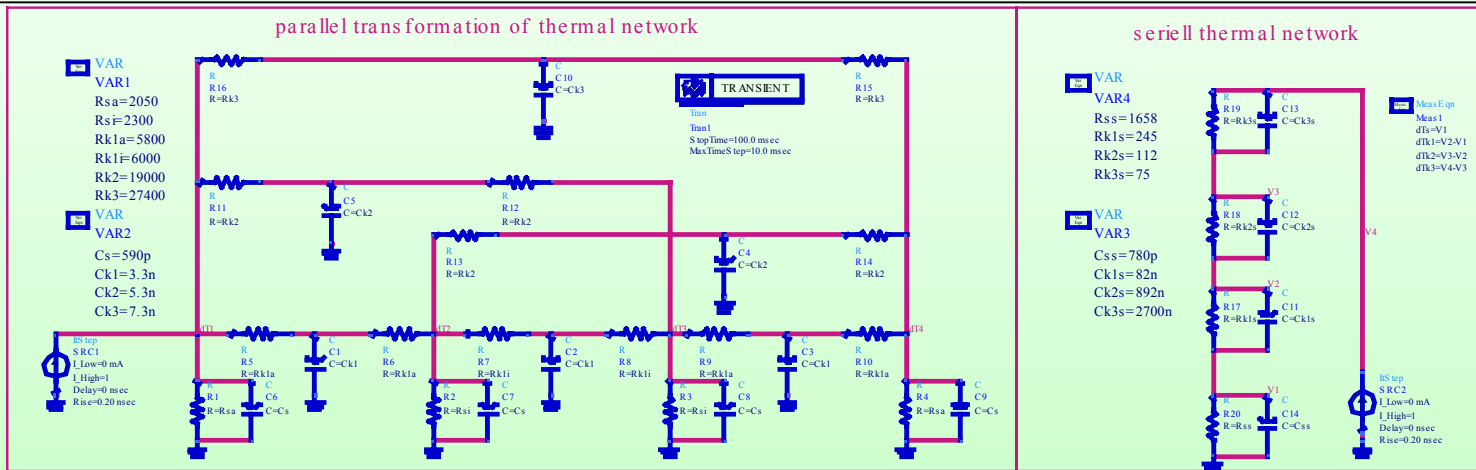 parallel transformation of thermal network
seriell thermal network
VAR
VAR1
Rsa=2050
Rsi=2300
Rk1a=5800
Rk1i=6000
Rk2=19000
Rk3=27400
VAR
VAR2
Cs=590p
Ck1=3.3n
Ck2=5.3n
Ck3=7.3n
R
R16
R=Rk3
C
C10
C=Ck3
TRANSIENT
Tran
Tran1
StopTime=100.0 msec
MaxTimeStep=10.0 msec
R
R15
R=Rk3
R
R11
R=Rk2
C
C5
C=Ck2
R
R12
R=Rk2
R
R13
R=Rk2
C
C4
C=Ck2
R
R14
R=Rk2
dT1
dT2
dT3
dT4
ItStep
SRC1
I_Low=0 mA
I_High=1
Delay=0 nsec
Rise=0.20 nsec
R
R5
R=Rk1a
C
C1
C=Ck1
R
R6
R=Rk1a
R
R7
R=Rk1i
C
C2
C=Ck1
R
R8
R=Rk1i
R
R9
R=Rk1a
C
C3
C=Ck1
R
R10
R=Rk1a
R
R1
R=Rsa
C
C6
C=Cs
R
R2
R=Rsi
C
C7
C=Cs
R
R3
R=Rsi
C
C8
C=Cs
R
R4
R=Rsa
C
C9
C=Cs
VAR
VAR4
Rss=1658
Rk1s=245
Rk2s=112
Rk3s=75
VAR
VAR3
Css=780p
Ck1s=82n
Ck2s=892n
Ck3s=2700n
R
R19
R=Rk3s
C
C13
C=Ck3s
MeasEqn
Meas1
dTs=V1
dTk1=V2-V1
dTk2=V3-V2
dTk3=V4-V3
V3
R
R18
R=Rk2s
C
C12
C=Ck2s
V4
V2
R
R17
R=Rk1s
C
C11
C=Ck1s
V1
R
R20
R=Rss
C
C14
C=Css
ItStep
SRC2
I_Low=0 mA
I_High=1
Delay=0 nsec
Rise=0.20 nsec